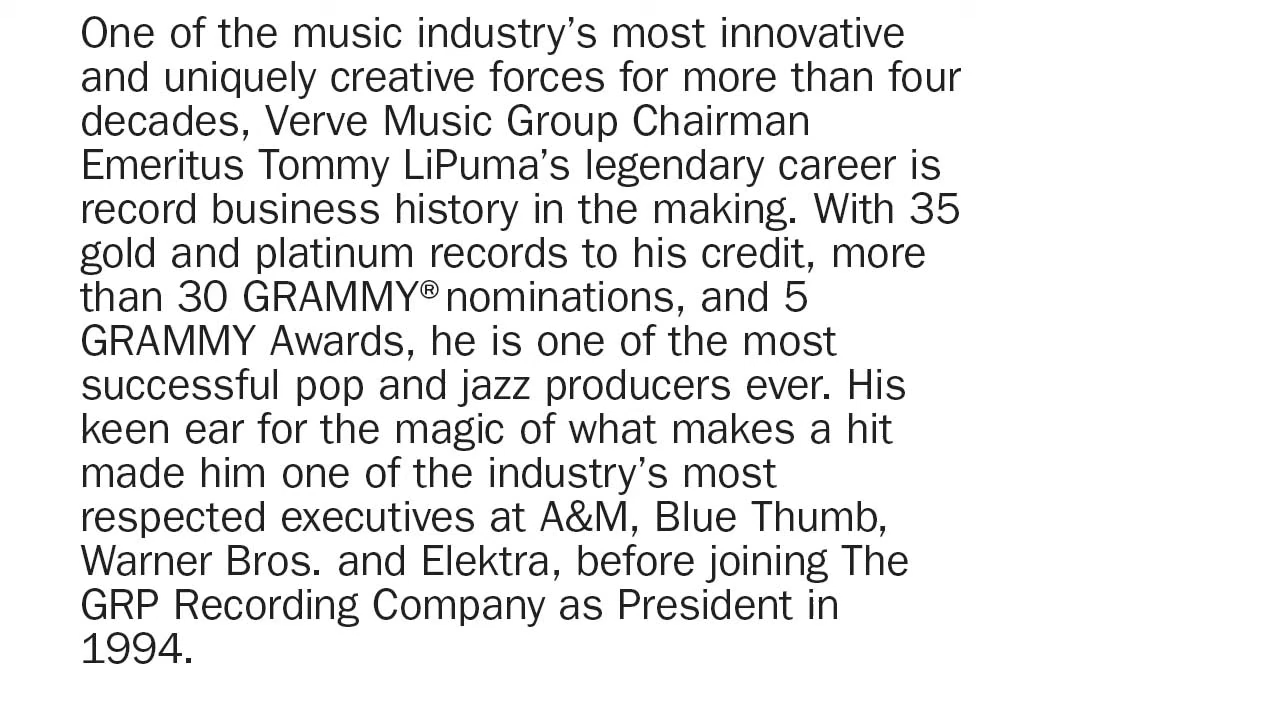 One of the music industry’s most innovative
and uniquely creative forces for more than four
decades, Verve Music Group Chairman
Emeritus Tommy LiPuma’s legendary career is
record business history in the making. With 35
gold and platinum records to his credit, more
than 30 GRAMMY® nominations, and 5
GRAMMY Awards, he is one of the most
successful pop and jazz producers ever. His
keen ear for the magic of what makes a hit
made him one of the industry’s most
respected executives at A&M, Blue Thumb,
Warner Bros. and Elektra, before joining The
GRP Recording Company as President in
1994.